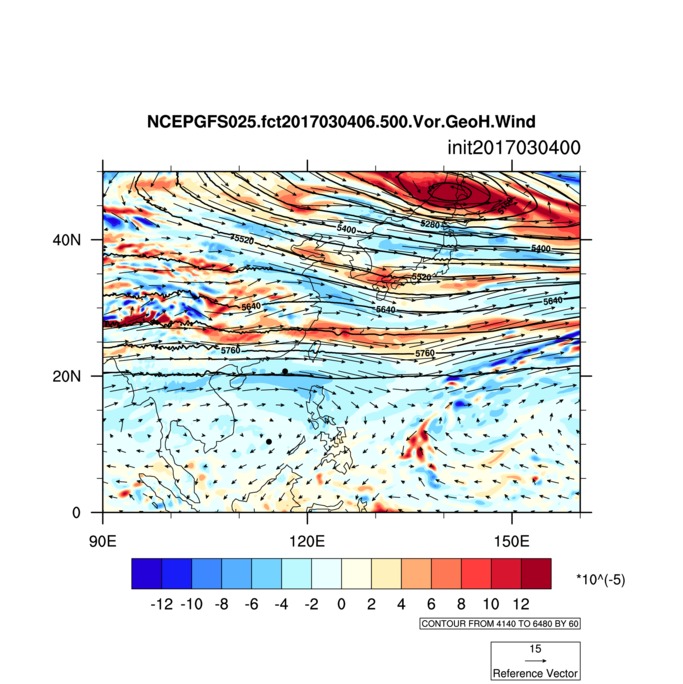 NCEPGFS025.fct2017030406.500.Vor.GeoH.Wind
init2017030400
5280
5400
5520
5400
40N
5520
5640
5640
5640
5760
5760
20N
0
90E 120E 150E
-12 -10 -8 -6 -4 -2 0 2 4 6 8 10 12
*10^(-5)
CONTOUR FROM 4140 TO 6480 BY 60
15
Reference Vector